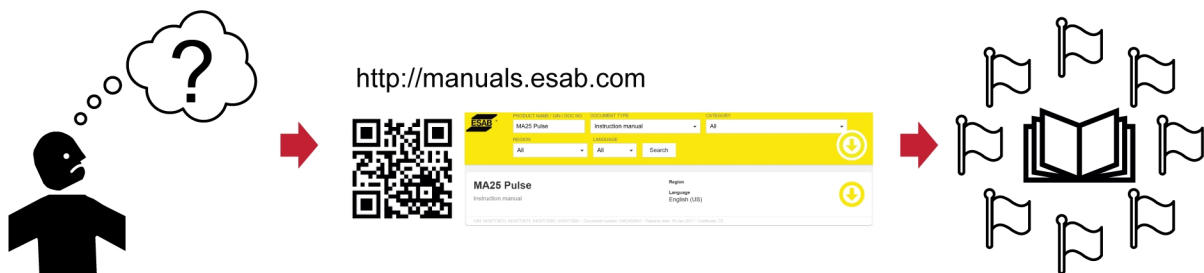 ?
http://manuals.esab.com
ESAB
PRODUCT NAME / GIN / DOC NO DOCUMENT TYPE CATEGORY
MA25 Pulse Instruction manual All
REGION LANGUAGE
All All Search
MA25 Pulse
Instruction manual
Region
Language
English (US)